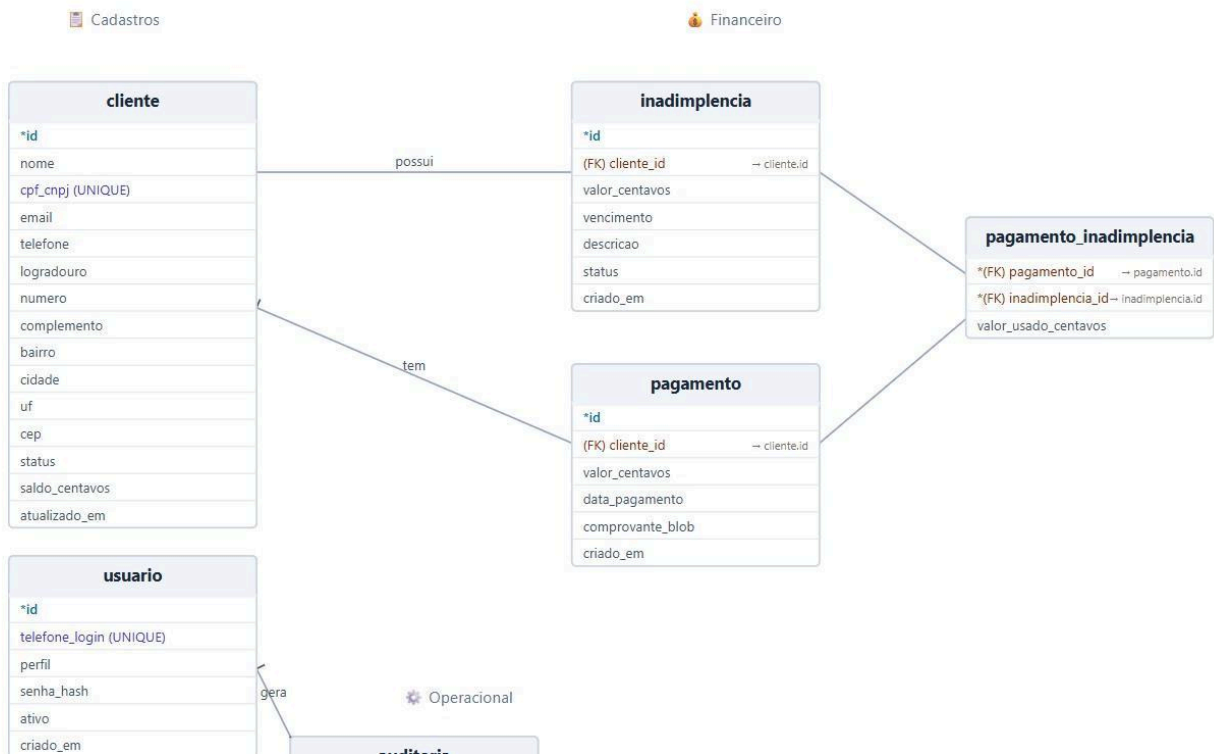 Cadastros
Financeiro
cliente
*id
nome
cpf_cnpj (UNIQUE)
email
telefone
logradouro
numero
complemento
bairro
cidade
uf
cep
status
saldo_centavos
atualizado_em
possui
tem
inadimplencia
*id
(FK) cliente_id → cliente.id
valor_centavos
vencimento
descricao
status
criado_em
pagamento
*id
(FK) cliente_id → cliente.id
valor_centavos
data_pagamento
comprovante_blob
criado_em
pagamento_inadimplencia
*(FK) pagamento_id → pagamento.id
*(FK) inadimplencia_id → inadimplencia.id
valor_usado_centavos
usuario
*id
telefone_login (UNIQUE)
perfil
senha_hash
ativo
criado_em
gera
Operacional
auditoria